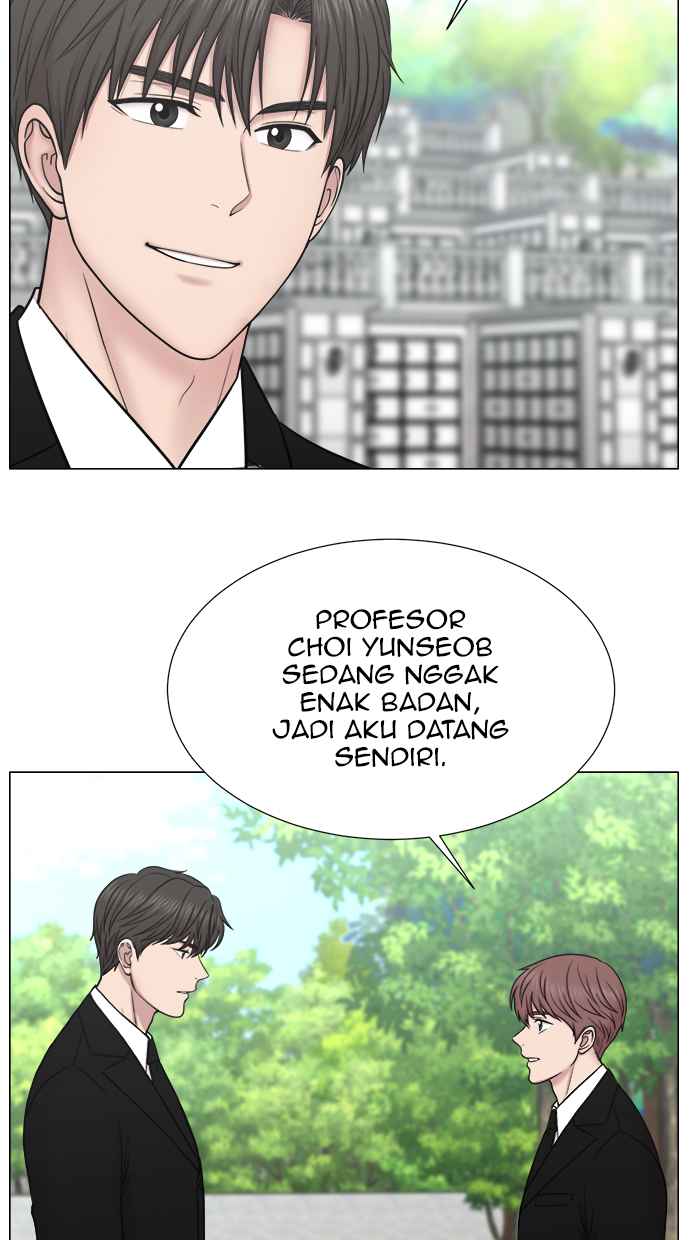 PROFESOR
CHOI YUNSEOB
SEDANG NGGAK
ENAK BADAN,
JADI AKU DATANG
SENDIRI.